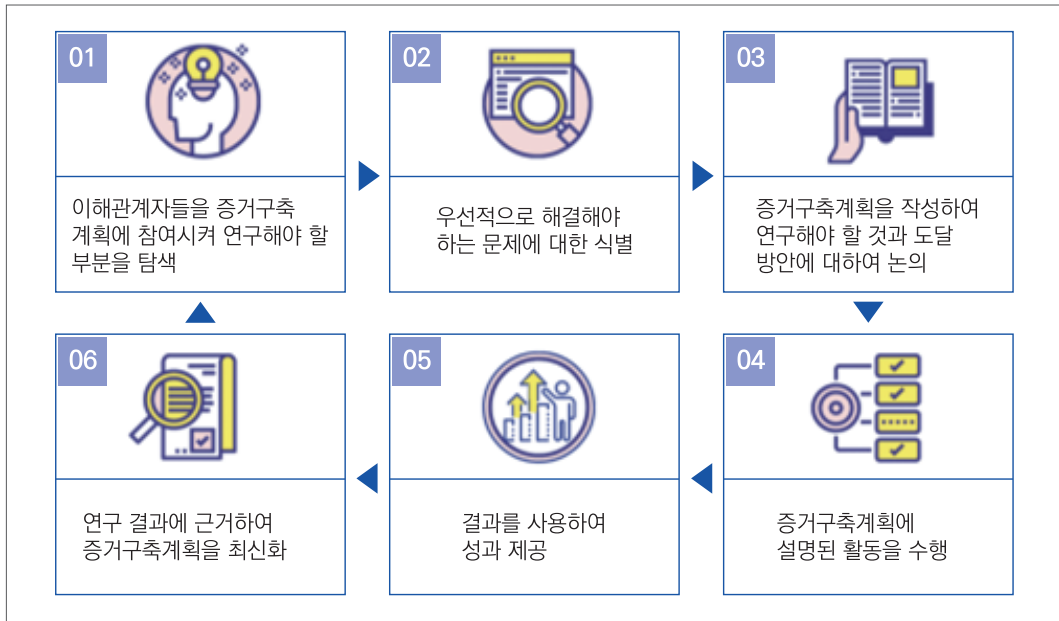 01
이해관계자들을 증거구축
계획에 참여시켜 연구해야 할
부분을 탐색
02
우선적으로 해결해야
하는 문제에 대한 식별
03
증거구축계획을 작성하여
연구해야 할 것과 도달
방안에 대하여 논의
04
증거구축계획에
설명된 활동을 수행
05
결과를 사용하여
성과 제공
06
연구 결과에 근거하여
증거구축계획을 최신화